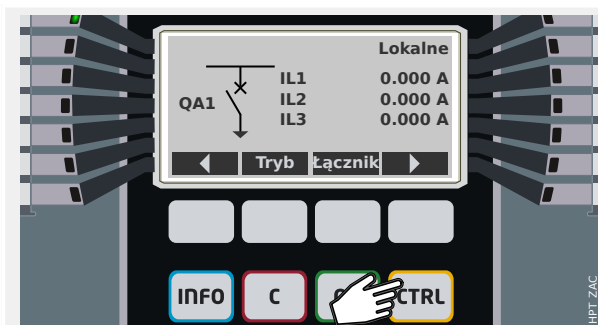 Lokalne
IL1 0.000 A
QA1 IL2 0.000 A
IL3 0.000 A
Tryb Łącznik
INFO C CTRL
HPT ZAC